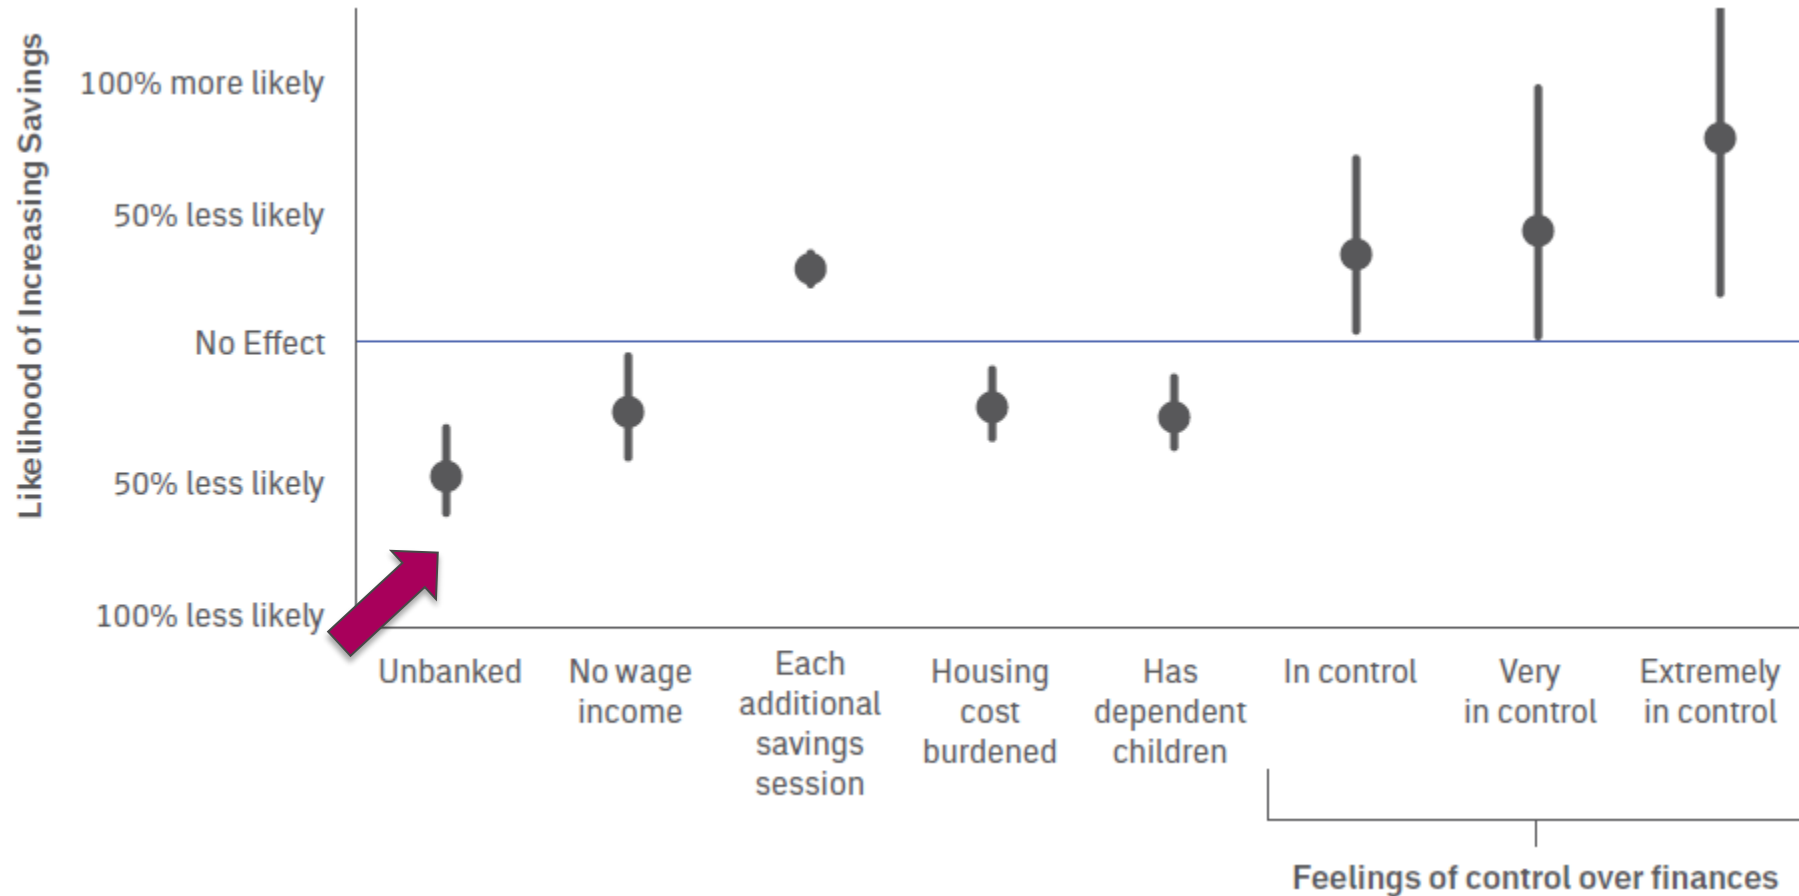 Likelihood of Increasing Savings
100% more likely
50% less likely
No Effect
50% less likely
100% less likely
Unbanked
No wage
income
Each
additional
savings
session
Housing
cost
burdened
Has
dependent
children
In control
Very
in control
Extremely
in control
Feelings of control over finances